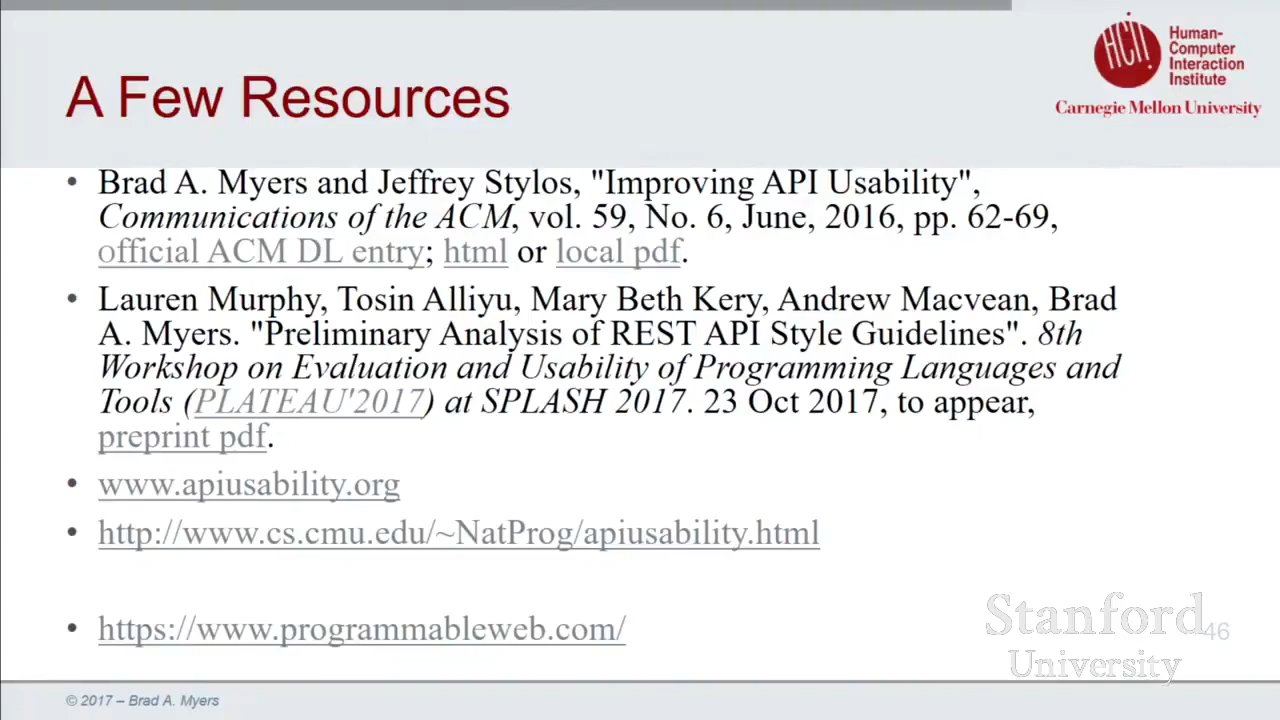 A Few Resources
HCII
Human-
Computer
Interaction
Institute
Carnegie Mellon University
• Brad A. Myers and Jeffrey Stylos, "Improving API Usability",
Communications of the ACM, vol. 59, No. 6, June, 2016, pp. 62-69,
official ACM DL entry; html or local pdf.
• Lauren Murphy, Tosin Alliyu, Mary Beth Kery, Andrew Macvean, Brad
A. Myers. "Preliminary Analysis of REST API Style Guidelines". 8th
Workshop on Evaluation and Usability of Programming Languages and
Tools (PLATEAU'2017) at SPLASH 2017. 23 Oct 2017, to appear,
preprint pdf.
• www.apiusability.org
• http://www.cs.cmu.edu/~NatProg/apiusability.html
• https://www.programmableweb.com/
Stanford
University
46
© 2017 – Brad A. Myers